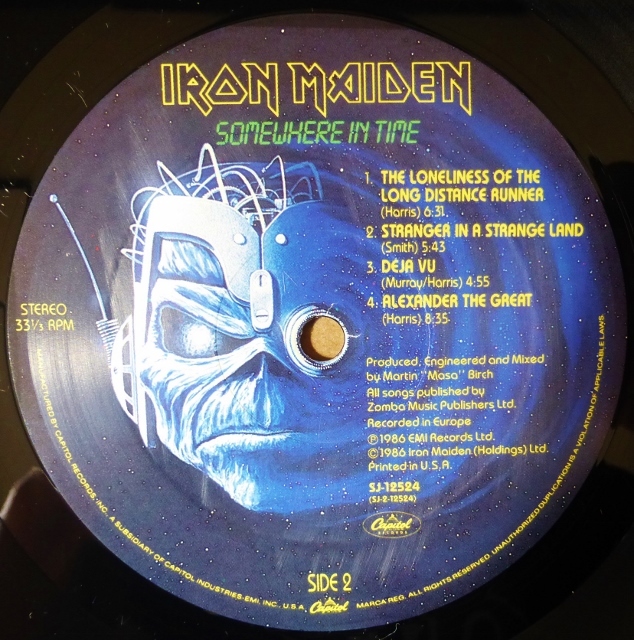 IRON MAIDEN
SOMEWHERE IN TIME
1. THE LONELINESS OF THE
LONG DISTANCE RUNNER
(Harris) 6:31
2. STRANGER IN A STRANGE LAND
(Smith) 5:43
3. DEJA VU
(Murray/Harris) 4:55
4. ALEXANDER THE GREAT
(Harris) 8:35
STEREO
33⅓ RPM
Produced, Engineered and Mixed
by Martin "Masa" Birch
All songs published by
Zomba Music Publishers Ltd.
Recorded in Europe
℗1986 EMI Records Ltd.
©1986 Iron Maiden (Holdings) Ltd.
Printed in U.S.A.
SJ-12524
(SJ-2-12524)
Capitol
RECORDS
SIDE 2
MANUFACTURED BY CAPITOL RECORDS, INC., A SUBSIDIARY OF CAPITOL INDUSTRIES-EMI, INC., U.S.A. Capitol MARCA REG. ALL RIGHTS RESERVED. UNAUTHORIZED DUPLICATION IS A VIOLATION OF APPLICABLE LAWS.